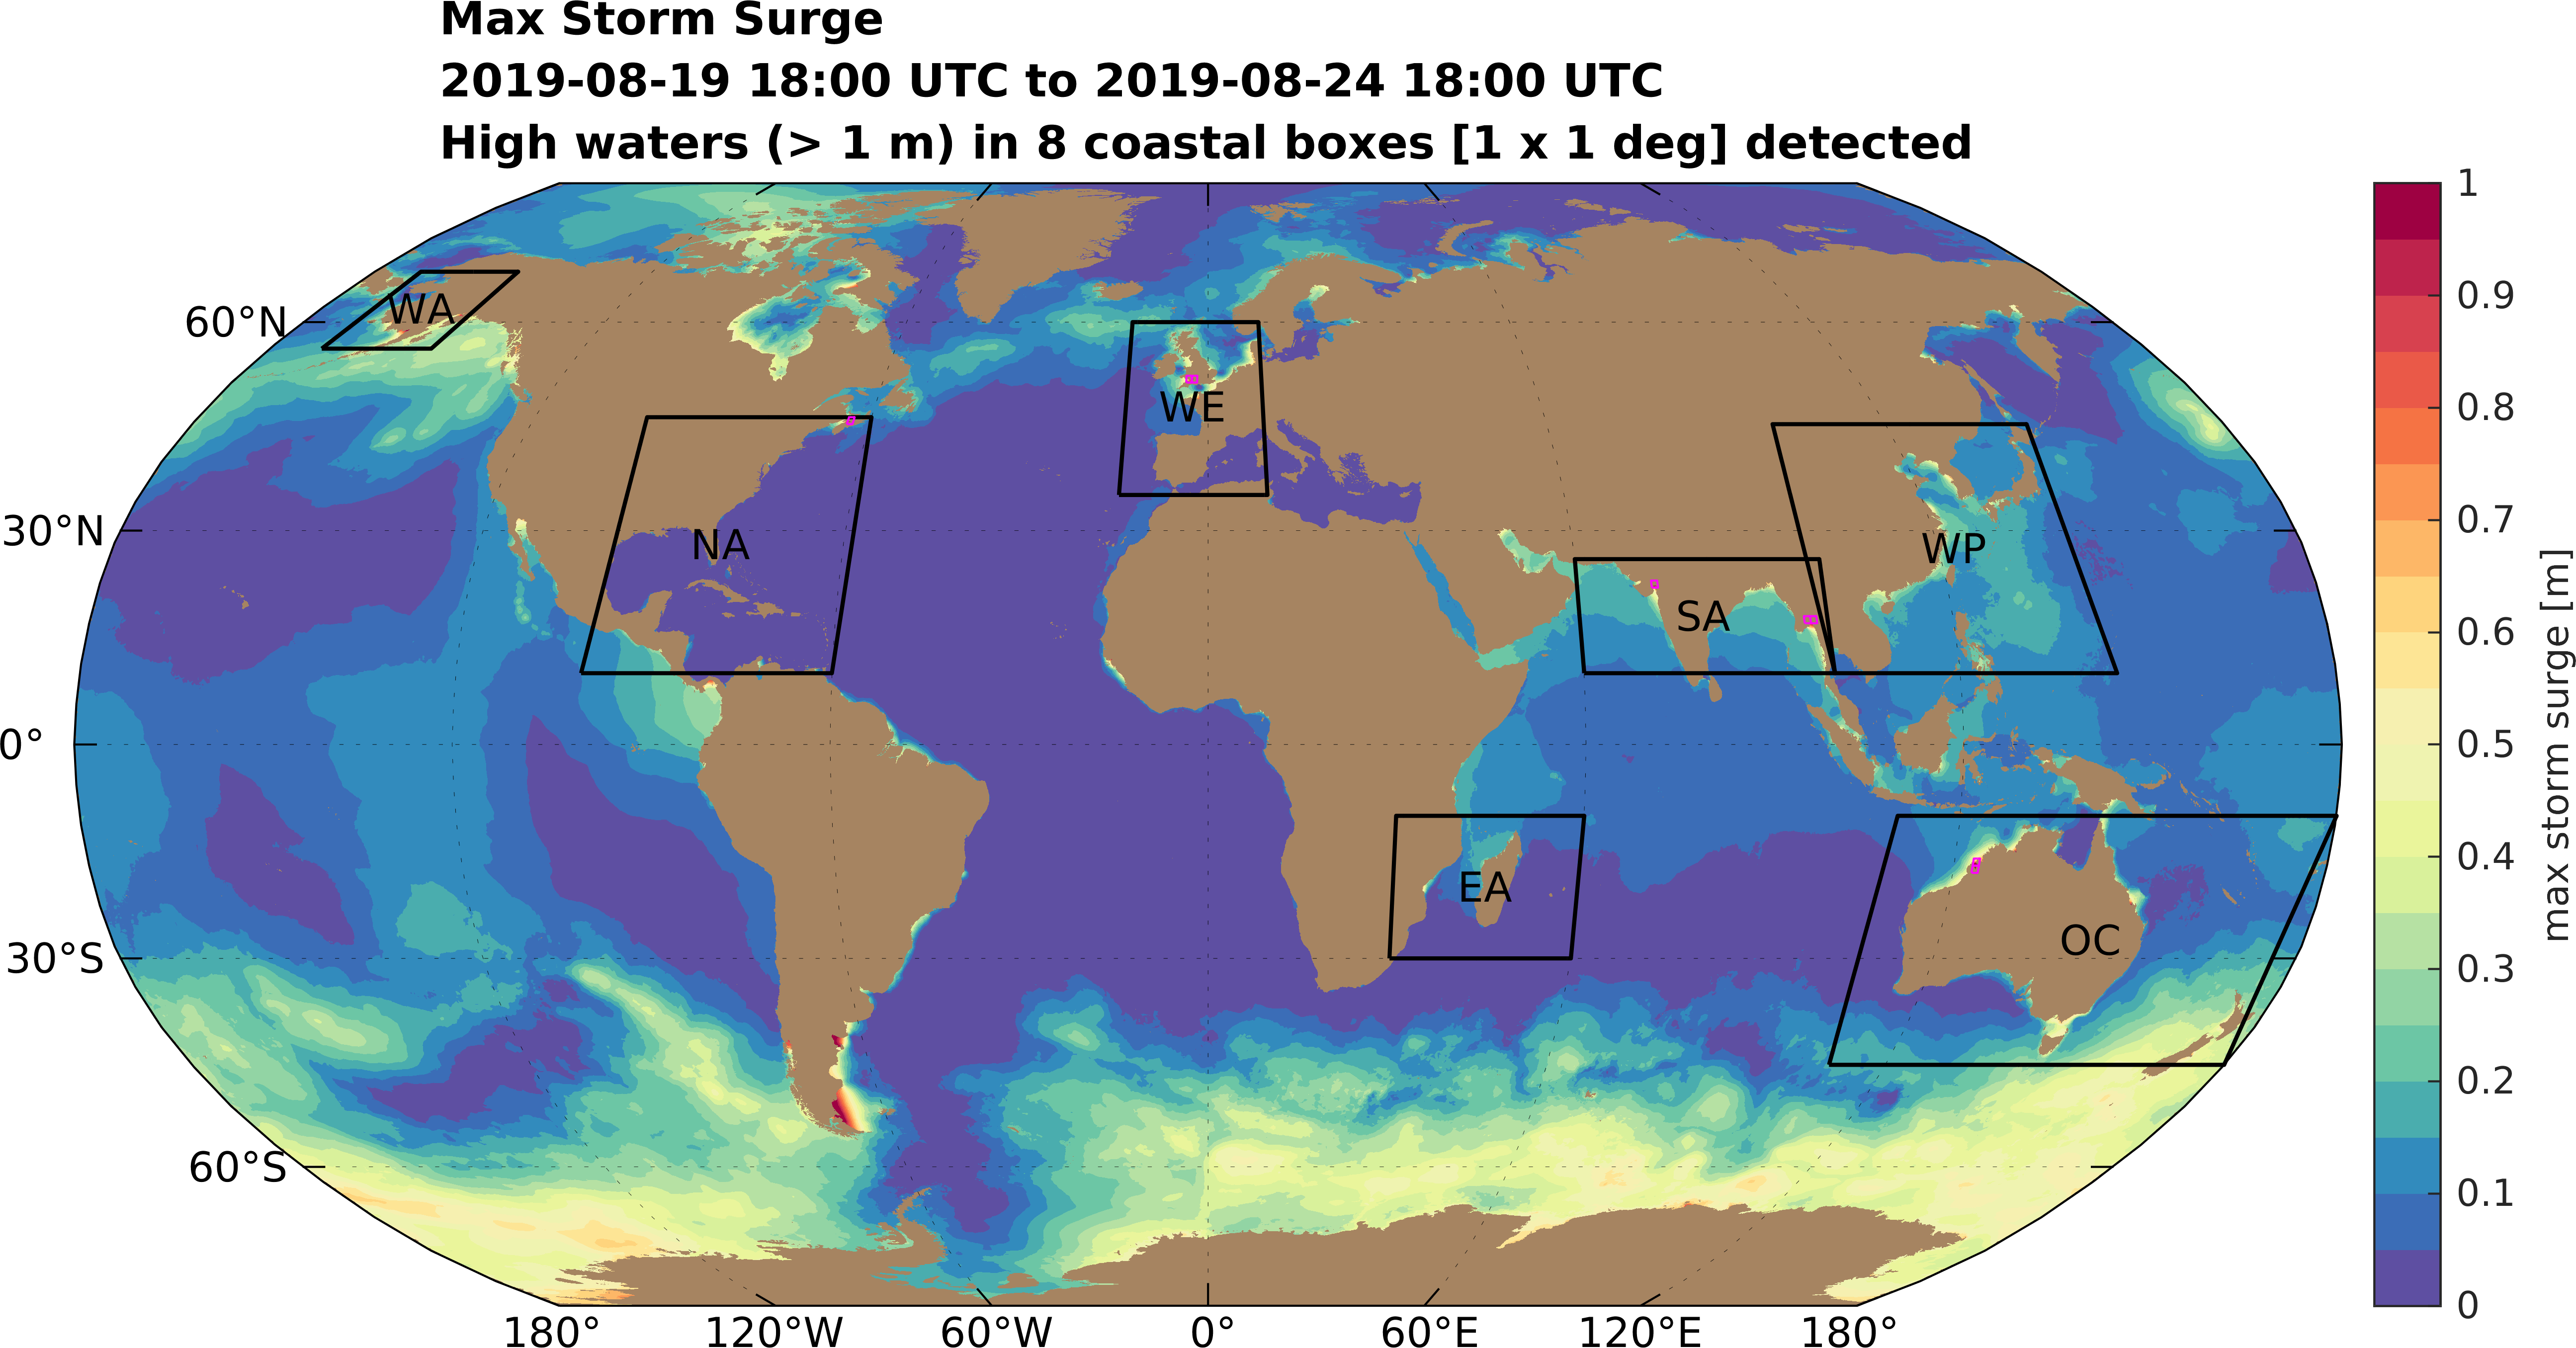 Max Storm Surge
2019-08-19 18:00 UTC to 2019-08-24 18:00 UTC
High waters (> 1 m) in 8 coastal boxes [1 x 1 deg] detected
60°N
30°N
0°
30°S
60°S
WA
NA
WE
SA
WP
EA
OC
180°
120°W
60°W
0°
60°E
120°E
180°
1
0.9
0.8
0.7
0.6
0.5
0.4
0.3
0.2
0.1
0
max storm surge [m]